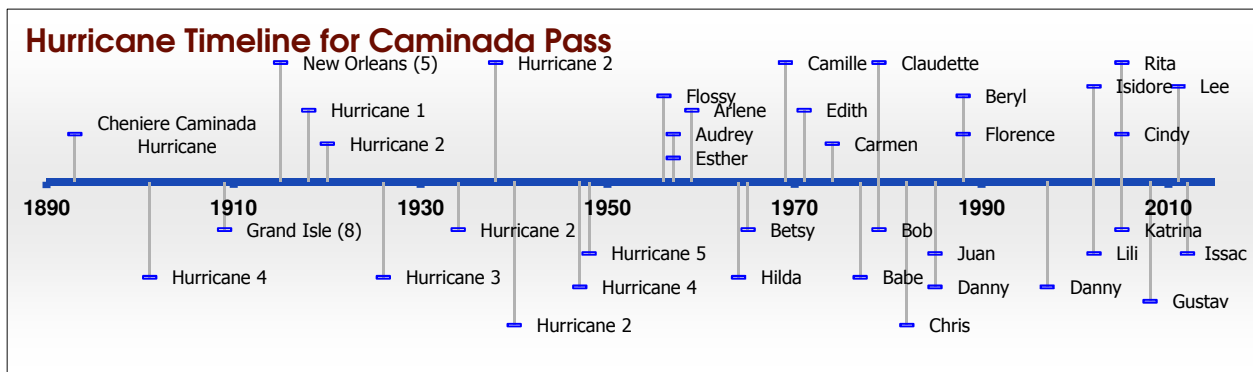 Hurricane Timeline for Caminada Pass
New Orleans (5)
Hurricane 2
Camille
Claudette
Rita
Isidore
Lee
Flossy
Beryl
Hurricane 1
Arlene
Edith
Cheniere Caminada
Hurricane
Audrey
Florence
Cindy
Hurricane 2
Carmen
Esther
1890
1910
1930
1950
1970
1990
2010
Grand Isle (8)
Hurricane 2
Betsy
Bob
Katrina
Hurricane 5
Juan
Lili
Issac
Hurricane 4
Hurricane 3
Hilda
Babe
Hurricane 4
Danny
Danny
Gustav
Hurricane 2
Chris